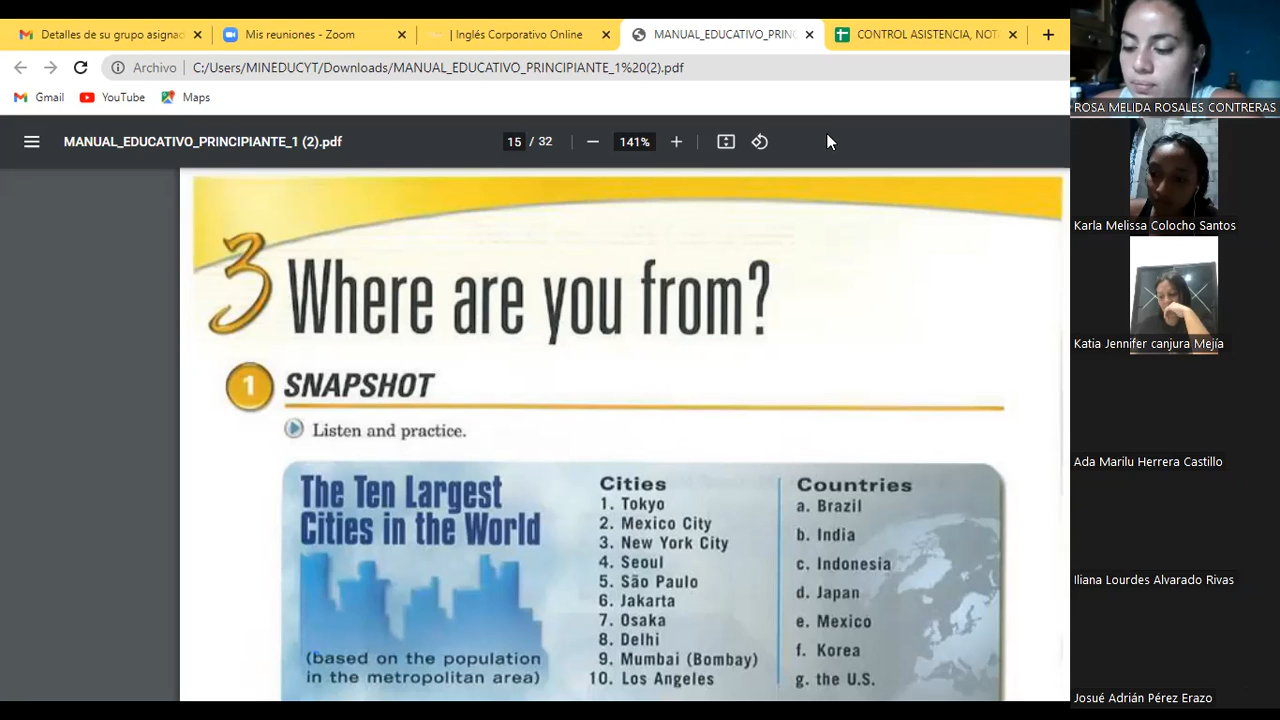 Detalles de su grupo asignac
Mis reuniones - Zoom
| Inglés Corporativo Online
MANUAL_EDUCATIVO_PRINC
CONTROL ASISTENCIA, NOT
Archivo
C:/Users/MINEDUCYT/Downloads/MANUAL_EDUCATIVO_PRINCIPIANTE_1%20(2).pdf
Gmail
YouTube
Maps
MANUAL_EDUCATIVO_PRINCIPIANTE_1 (2).pdf
15 / 32
141%
3 Where are you from?
1 SNAPSHOT
Listen and practice.
The Ten Largest
Cities in the World
(based on the population
in the metropolitan area)
Cities
1. Tokyo
2. Mexico City
3. New York City
4. Seoul
5. São Paulo
6. Jakarta
7. Osaka
8. Delhi
9. Mumbai (Bombay)
10. Los Angeles
Countries
a. Brazil
b. India
c. Indonesia
d. Japan
e. Mexico
f. Korea
g. the U.S.
ROSA MELIDA ROSALES CONTRERAS
Karla Melissa Colocho Santos
Katia Jennifer canjura Mejía
Ada Marilu Herrera Castillo
Iliana Lourdes Alvarado Rivas
Josué Adrián Pérez Erazo